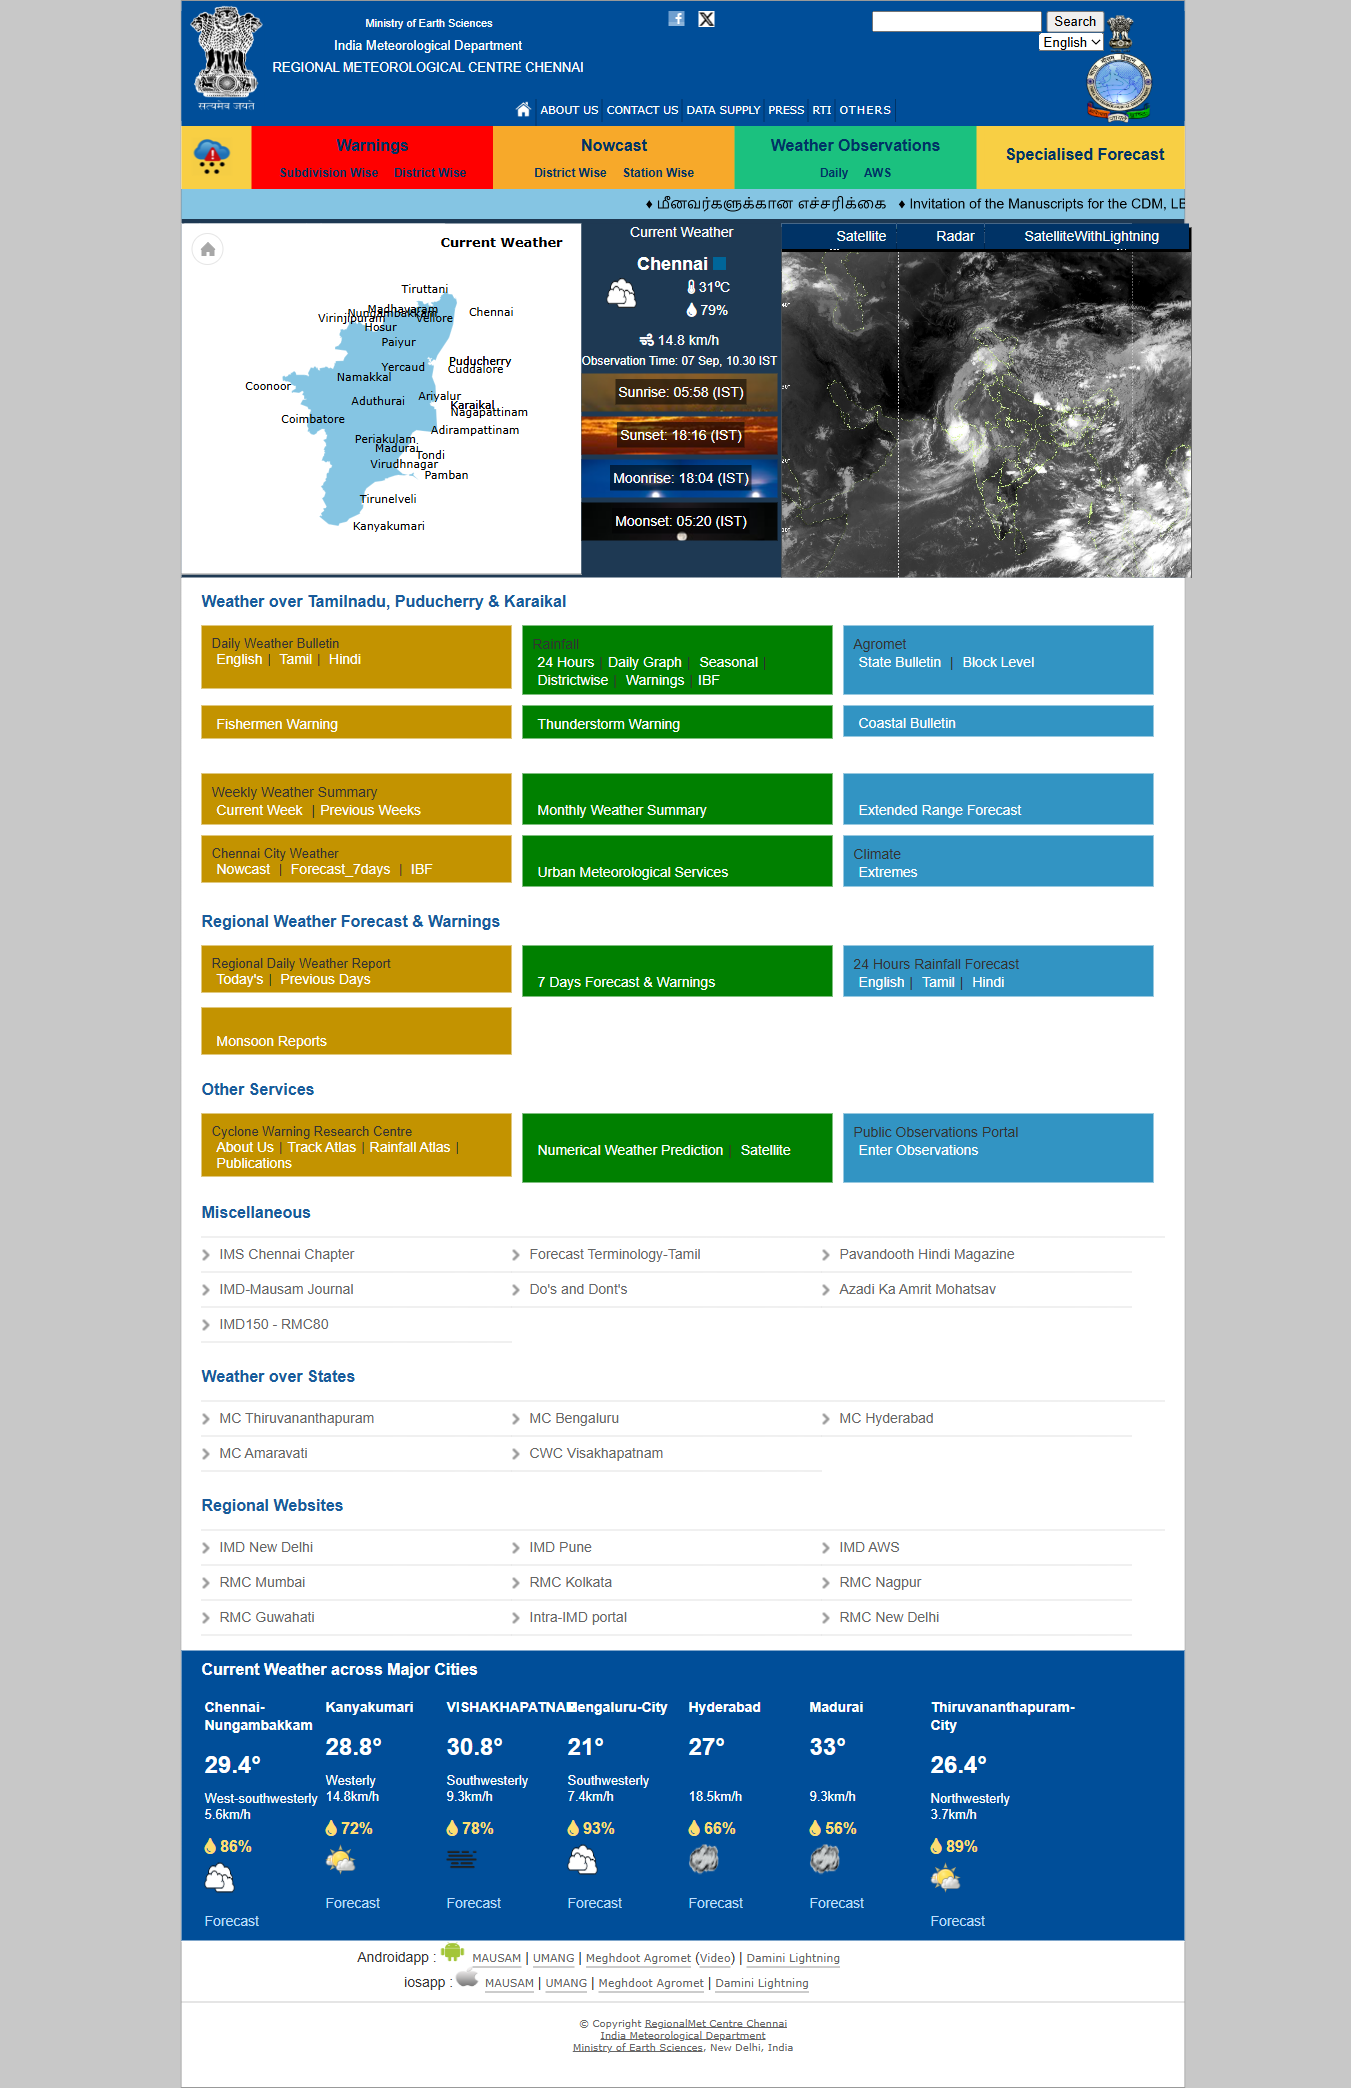 Ministry of Earth Sciences
India Meteorological Department
REGIONAL METEOROLOGICAL CENTRE CHENNAI
सत्यमेव जयते
Search
English
ABOUT US CONTACT US DATA SUPPLY PRESS RTI OTHERS
Warnings
Subdivision Wise District Wise
Nowcast
District Wise Station Wise
Weather Observations
Daily AWS
Specialised Forecast
♦ மீனவர்களுக்கான எச்சரிக்கை ♦ Invitation of the Manuscripts for the CDM, LE
Current Weather
Tiruttani
Madhavaram
Nungambakkam
Chennai
Virinjipuram
Vellore
Hosur
Paiyur
Puducherry
Yercaud
Cuddalore
Namakkal
Coonoor
Ariyalur
Aduthurai
Karaikal
Nagapattinam
Coimbatore
Adirampattinam
Periakulam
Madurai
Tondi
Virudhnagar
Pamban
Tirunelveli
Kanyakumari
Current Weather
Chennai
31°C
79%
14.8 km/h
Observation Time: 07 Sep, 10.30 IST
Sunrise: 05:58 (IST)
Sunset: 18:16 (IST)
Moonrise: 18:04 (IST)
Moonset: 05:20 (IST)
Satellite Radar SatelliteWithLightning
Weather over Tamilnadu, Puducherry & Karaikal
Daily Weather Bulletin
English | Tamil | Hindi
Rainfall
24 Hours | Daily Graph | Seasonal |
Districtwise | Warnings | IBF
Agromet
State Bulletin | Block Level
Fishermen Warning
Thunderstorm Warning
Coastal Bulletin
Weekly Weather Summary
Current Week | Previous Weeks
Monthly Weather Summary
Extended Range Forecast
Chennai City Weather
Nowcast | Forecast_7days | IBF
Urban Meteorological Services
Climate
Extremes
Regional Weather Forecast & Warnings
Regional Daily Weather Report
Today's | Previous Days
7 Days Forecast & Warnings
24 Hours Rainfall Forecast
English | Tamil | Hindi
Monsoon Reports
Other Services
Cyclone Warning Research Centre
About Us | Track Atlas | Rainfall Atlas |
Publications
Numerical Weather Prediction | Satellite
Public Observations Portal
Enter Observations
Miscellaneous
IMS Chennai Chapter Forecast Terminology-Tamil Pavandooth Hindi Magazine
IMD-Mausam Journal Do's and Dont's Azadi Ka Amrit Mohatsav
IMD150 - RMC80
Weather over States
MC Thiruvananthapuram MC Bengaluru MC Hyderabad
MC Amaravati CWC Visakhapatnam
Regional Websites
IMD New Delhi IMD Pune IMD AWS
RMC Mumbai RMC Kolkata RMC Nagpur
RMC Guwahati Intra-IMD portal RMC New Delhi
Current Weather across Major Cities
Chennai-
Nungambakkam
29.4°
West-southwesterly
5.6km/h
86%
Forecast
Kanyakumari
28.8°
Westerly
14.8km/h
72%
Forecast
VISHAKHAPATNAM
30.8°
Southwesterly
9.3km/h
78%
Forecast
Bengaluru-City
21°
Southwesterly
7.4km/h
93%
Forecast
Hyderabad
27°
18.5km/h
66%
Forecast
Madurai
33°
9.3km/h
56%
Forecast
Thiruvananthapuram-
City
26.4°
Northwesterly
3.7km/h
89%
Forecast
Androidapp : MAUSAM | UMANG | Meghdoot Agromet (Video) | Damini Lightning
iosapp : MAUSAM | UMANG | Meghdoot Agromet | Damini Lightning
© Copyright RegionalMet Centre Chennai
India Meteorological Department
Ministry of Earth Sciences, New Delhi, India